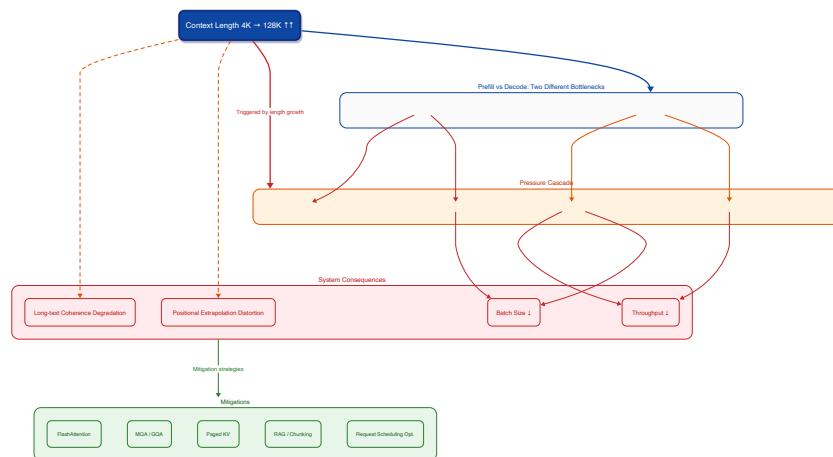 Context Length 4K → 128K ↑↑
Prefill vs Decode: Two Different Bottlenecks
Triggered by length growth
Pressure Cascade
System Consequences
Long-text Coherence Degradation
Positional Extrapolation Distortion
Batch Size ↓
Throughput ↓
Mitigation strategies
Mitigations
FlashAttention
MQA / GQA
Paged KV
RAG / Chunking
Request Scheduling Opt.